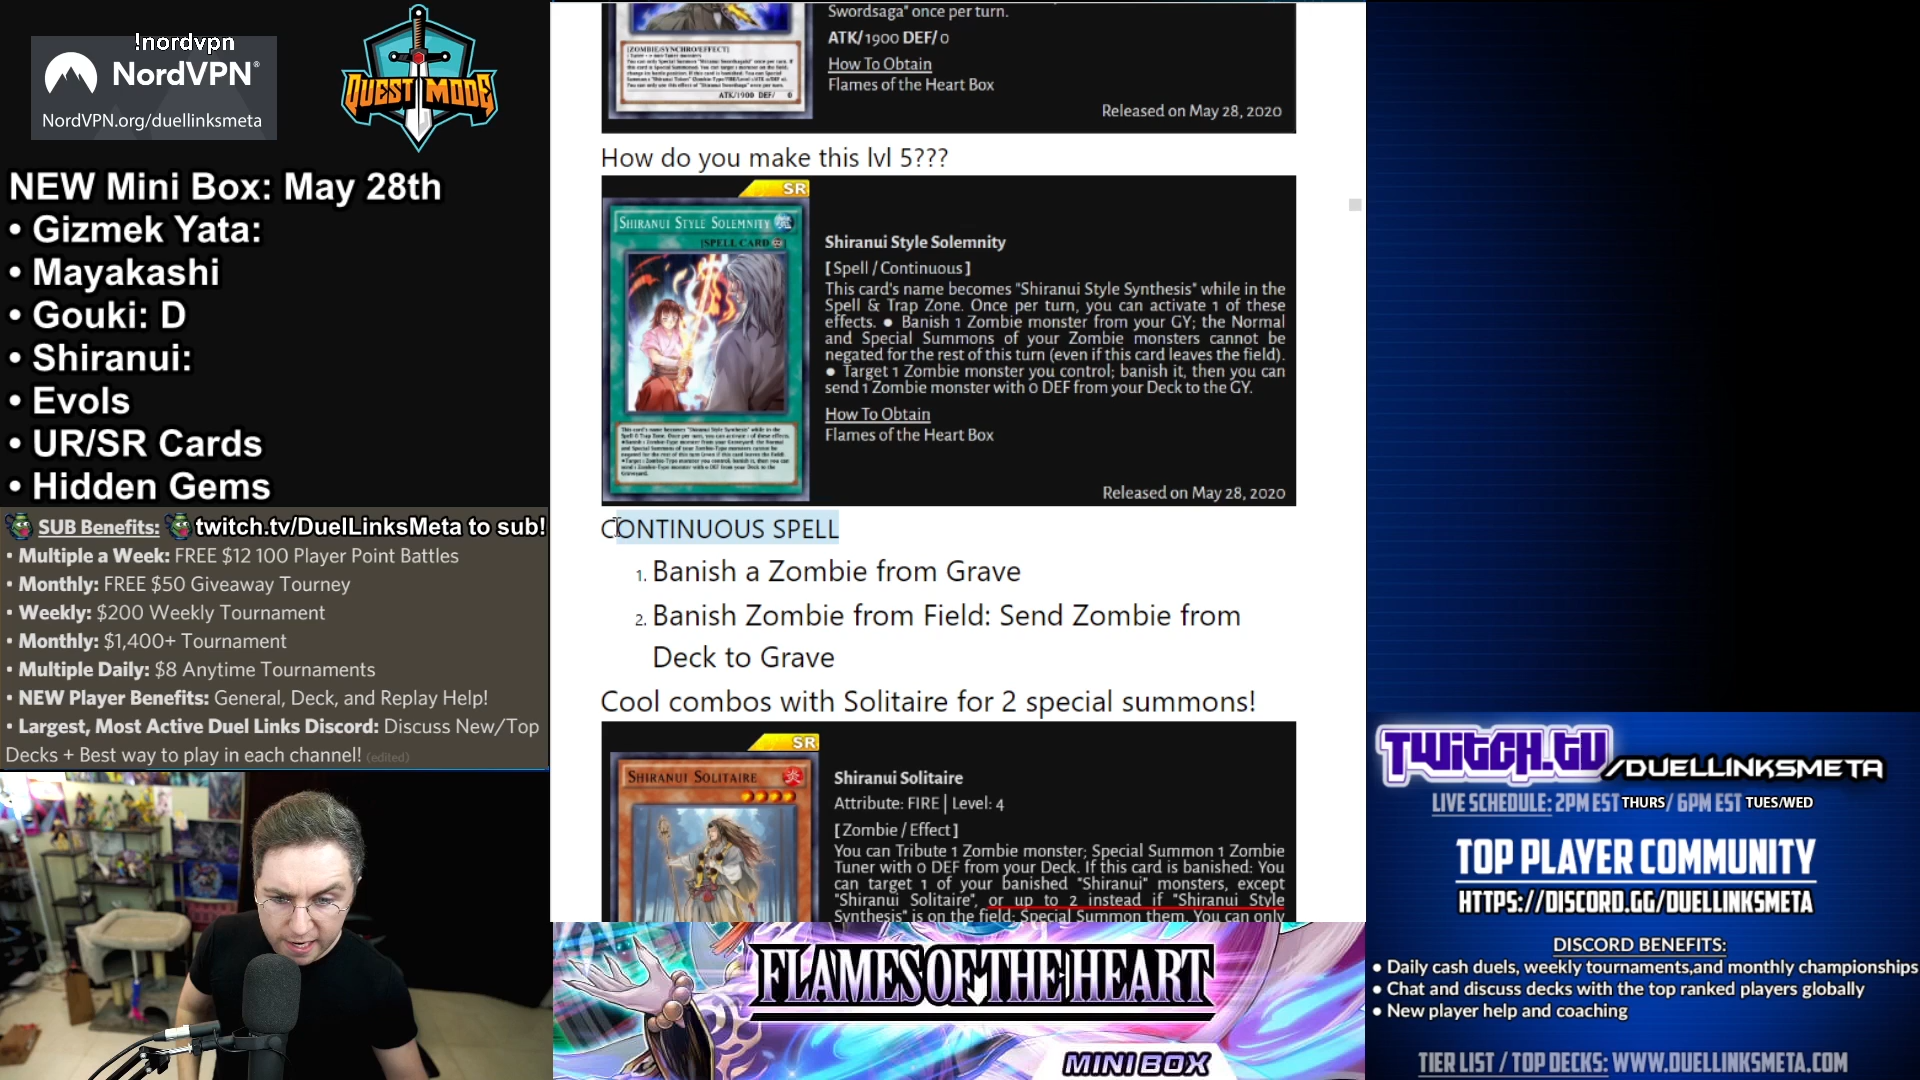 !nordvpn
NordVPN®
NordVPN.org/duellinksmeta
QUEST MODE
NEW Mini Box: May 28th
• Gizmek Yata:
• Mayakashi
• Gouki: D
• Shiranui:
• Evols
• UR/SR Cards
• Hidden Gems
SUB Benefits: twitch.tv/DuelLinksMeta to sub!
• Multiple a Week: FREE $12 100 Player Point Battles
• Monthly: FREE $50 Giveaway Tourney
• Weekly: $200 Weekly Tournament
• Monthly: $1,400+ Tournament
• Multiple Daily: $8 Anytime Tournaments
• NEW Player Benefits: General, Deck, and Replay Help!
• Largest, Most Active Duel Links Discord: Discuss New/Top
Decks + Best way to play in each channel! (edited)
Swordsaga" once per turn.
ATK/1900 DEF/0
How To Obtain
Flames of the Heart Box
Released on May 28, 2020
[ZOMBIE/SYNCHRO/EFFECT]
ATK/1900 DEF/ 0
How do you make this lvl 5???
SR
SHIRANUI STYLE SOLEMNITY
[SPELL CARD]
Shiranui Style Solemnity
[Spell / Continuous]
This card's name becomes "Shiranui Style Synthesis" while in the
Spell & Trap Zone. Once per turn, you can activate 1 of these
effects. ● Banish 1 Zombie monster from your GY; the Normal
and Special Summons of your Zombie monsters cannot be
negated for the rest of this turn (even if this card leaves the field).
● Target 1 Zombie monster you control; banish it, then you can
send 1 Zombie monster with 0 DEF from your Deck to the GY.
How To Obtain
Flames of the Heart Box
Released on May 28, 2020
CONTINUOUS SPELL
1. Banish a Zombie from Grave
2. Banish Zombie from Field: Send Zombie from
Deck to Grave
Cool combos with Solitaire for 2 special summons!
SR
SHIRANUI SOLITAIRE
Shiranui Solitaire
Attribute: FIRE | Level: 4
[Zombie / Effect]
You can Tribute 1 Zombie monster; Special Summon 1 Zombie
Tuner with 0 DEF from your Deck. If this card is banished: You
can target 1 of your banished "Shiranui" monsters, except
"Shiranui Solitaire", or up to 2 instead if "Shiranui Style
Synthesis" is on the field; Special Summon them. You can only
FLAMES OF THE HEART
MINI BOX
TWITCH.TV/DUELLINKSMETA
LIVE SCHEDULE: 2PM EST THURS/ 6PM EST TUES/WED
TOP PLAYER COMMUNITY
HTTPS://DISCORD.GG/DUELLINKSMETA
DISCORD BENEFITS:
• Daily cash duels, weekly tournaments,and monthly championships
• Chat and discuss decks with the top ranked players globally
• New player help and coaching
TIER LIST / TOP DECKS: WWW.DUELLINKSMETA.COM